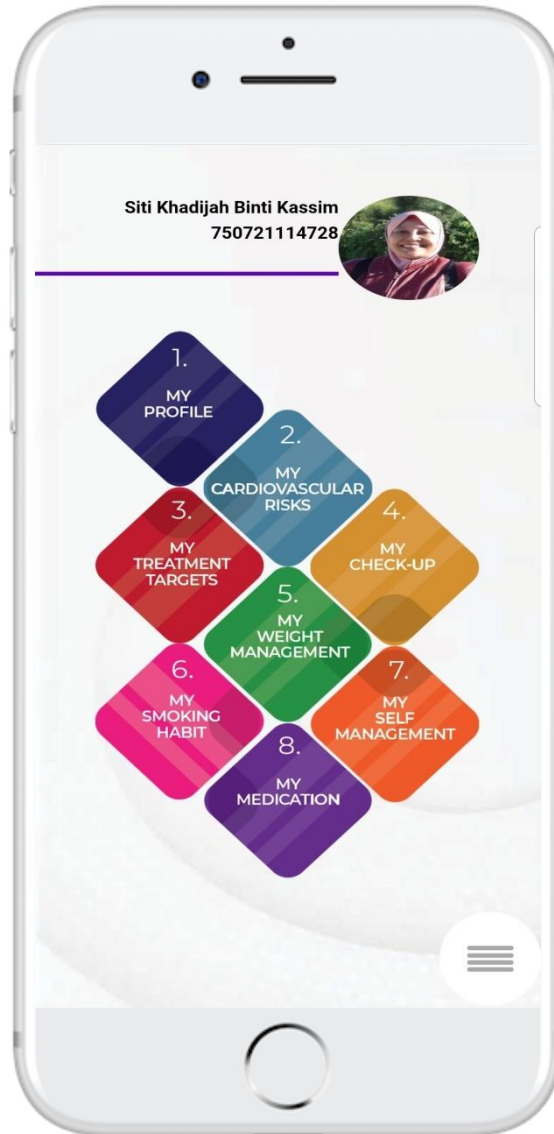 Siti Khadijah Binti Kassim
750721114728
1.
MY
PROFILE
2.
MY
CARDIOVASCULAR
RISKS
3.
MY
TREATMENT
TARGETS
4.
MY
CHECK-UP
5.
MY
WEIGHT
MANAGEMENT
6.
MY
SMOKING
HABIT
7.
MY
SELF
MANAGEMENT
8.
MY
MEDICATION